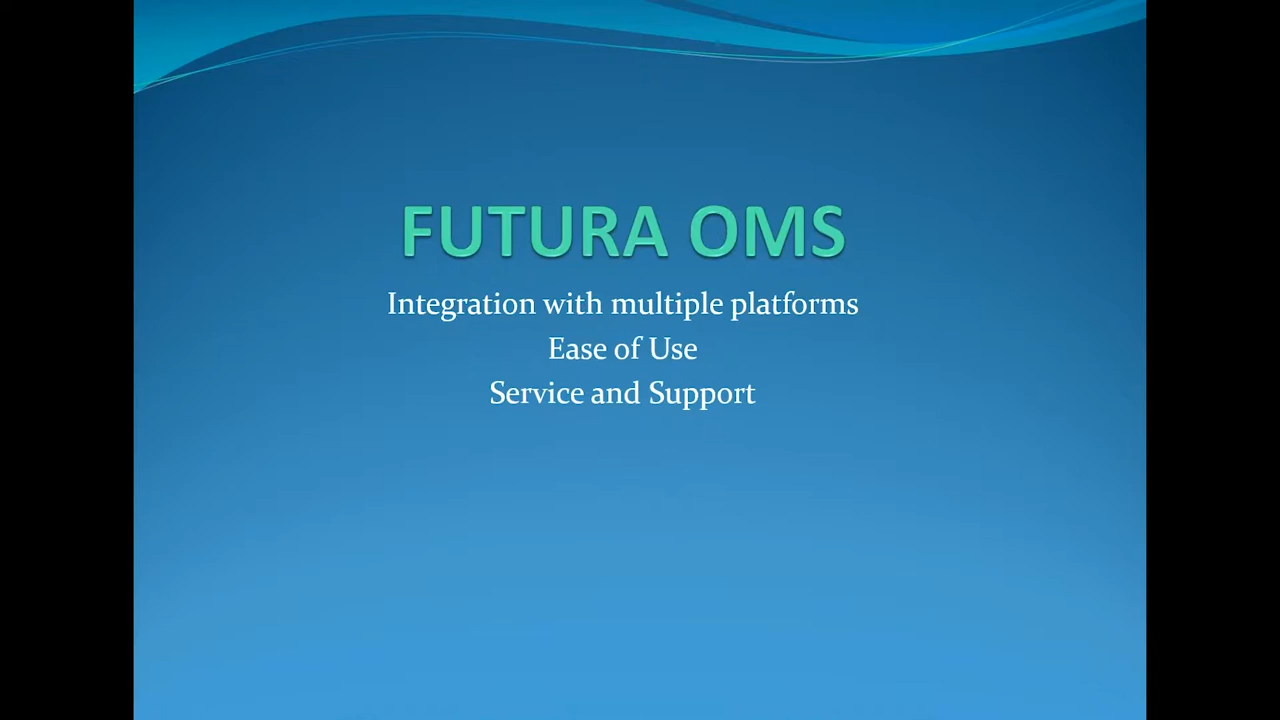 FUTURA OMS
Integration with multiple platforms
Ease of Use
Service and Support